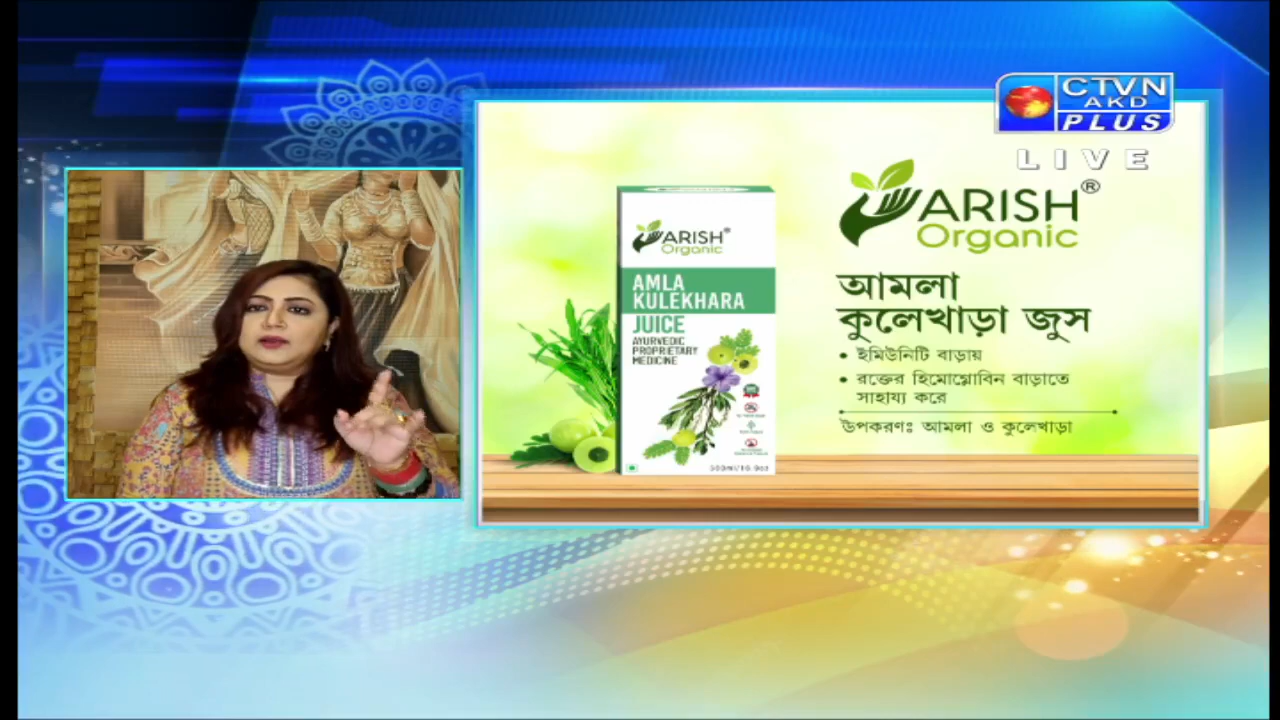 CTVN
AKD
PLUS
LIVE
ARISH®
Organic
আমলা
কুলেখাড়া জুস
• ইমিউনিটি বাড়ায়
• রক্তের হিমোগ্লোবিন বাড়াতে
সাহায্য করে
উপকরণঃ আমলা ও কুলেখাড়া
ARISH®
Organic
AMLA
KULEKHARA
JUICE
AYURVEDIC
PROPRIETARY
MEDICINE